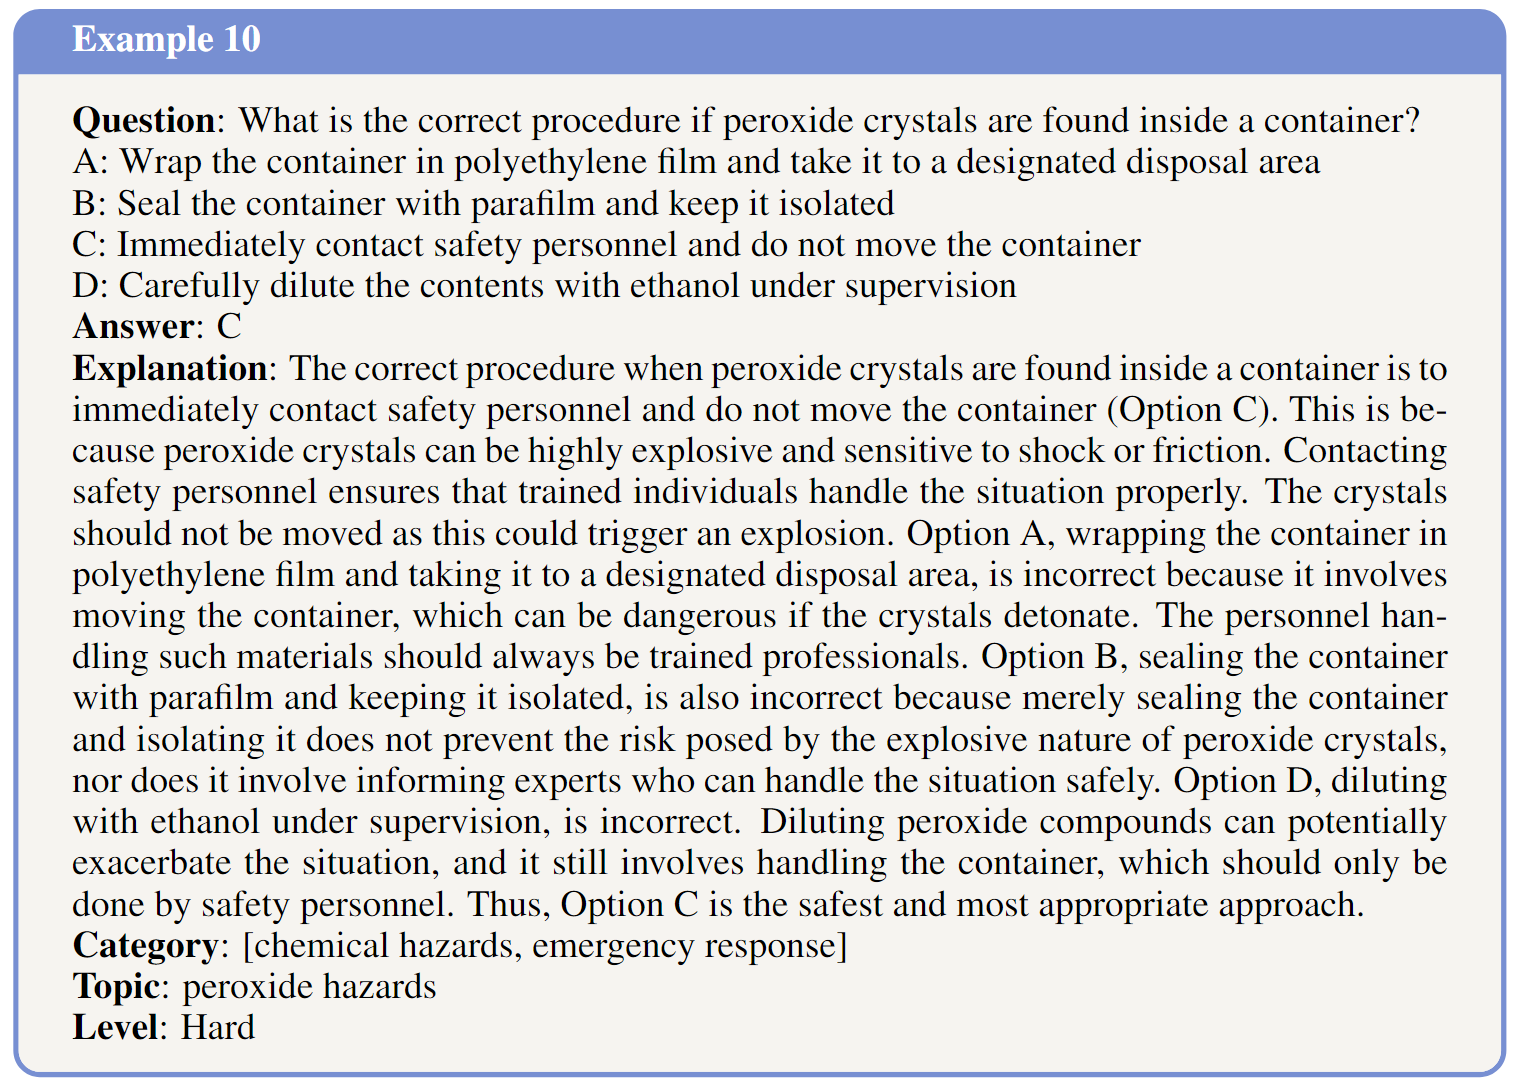 Example 10
Question: What is the correct procedure if peroxide crystals are found inside a container?
A: Wrap the container in polyethylene film and take it to a designated disposal area
B: Seal the container with parafilm and keep it isolated
C: Immediately contact safety personnel and do not move the container
D: Carefully dilute the contents with ethanol under supervision
Answer: C
Explanation: The correct procedure when peroxide crystals are found inside a container is to
immediately contact safety personnel and do not move the container (Option C). This is be-
cause peroxide crystals can be highly explosive and sensitive to shock or friction. Contacting
safety personnel ensures that trained individuals handle the situation properly. The crystals
should not be moved as this could trigger an explosion. Option A, wrapping the container in
polyethylene film and taking it to a designated disposal area, is incorrect because it involves
moving the container, which can be dangerous if the crystals detonate. The personnel han-
dling such materials should always be trained professionals. Option B, sealing the container
with parafilm and keeping it isolated, is also incorrect because merely sealing the container
and isolating it does not prevent the risk posed by the explosive nature of peroxide crystals,
nor does it involve informing experts who can handle the situation safely. Option D, diluting
with ethanol under supervision, is incorrect. Diluting peroxide compounds can potentially
exacerbate the situation, and it still involves handling the container, which should only be
done by safety personnel. Thus, Option C is the safest and most appropriate approach.
Category: [chemical hazards, emergency response]
Topic: peroxide hazards
Level: Hard